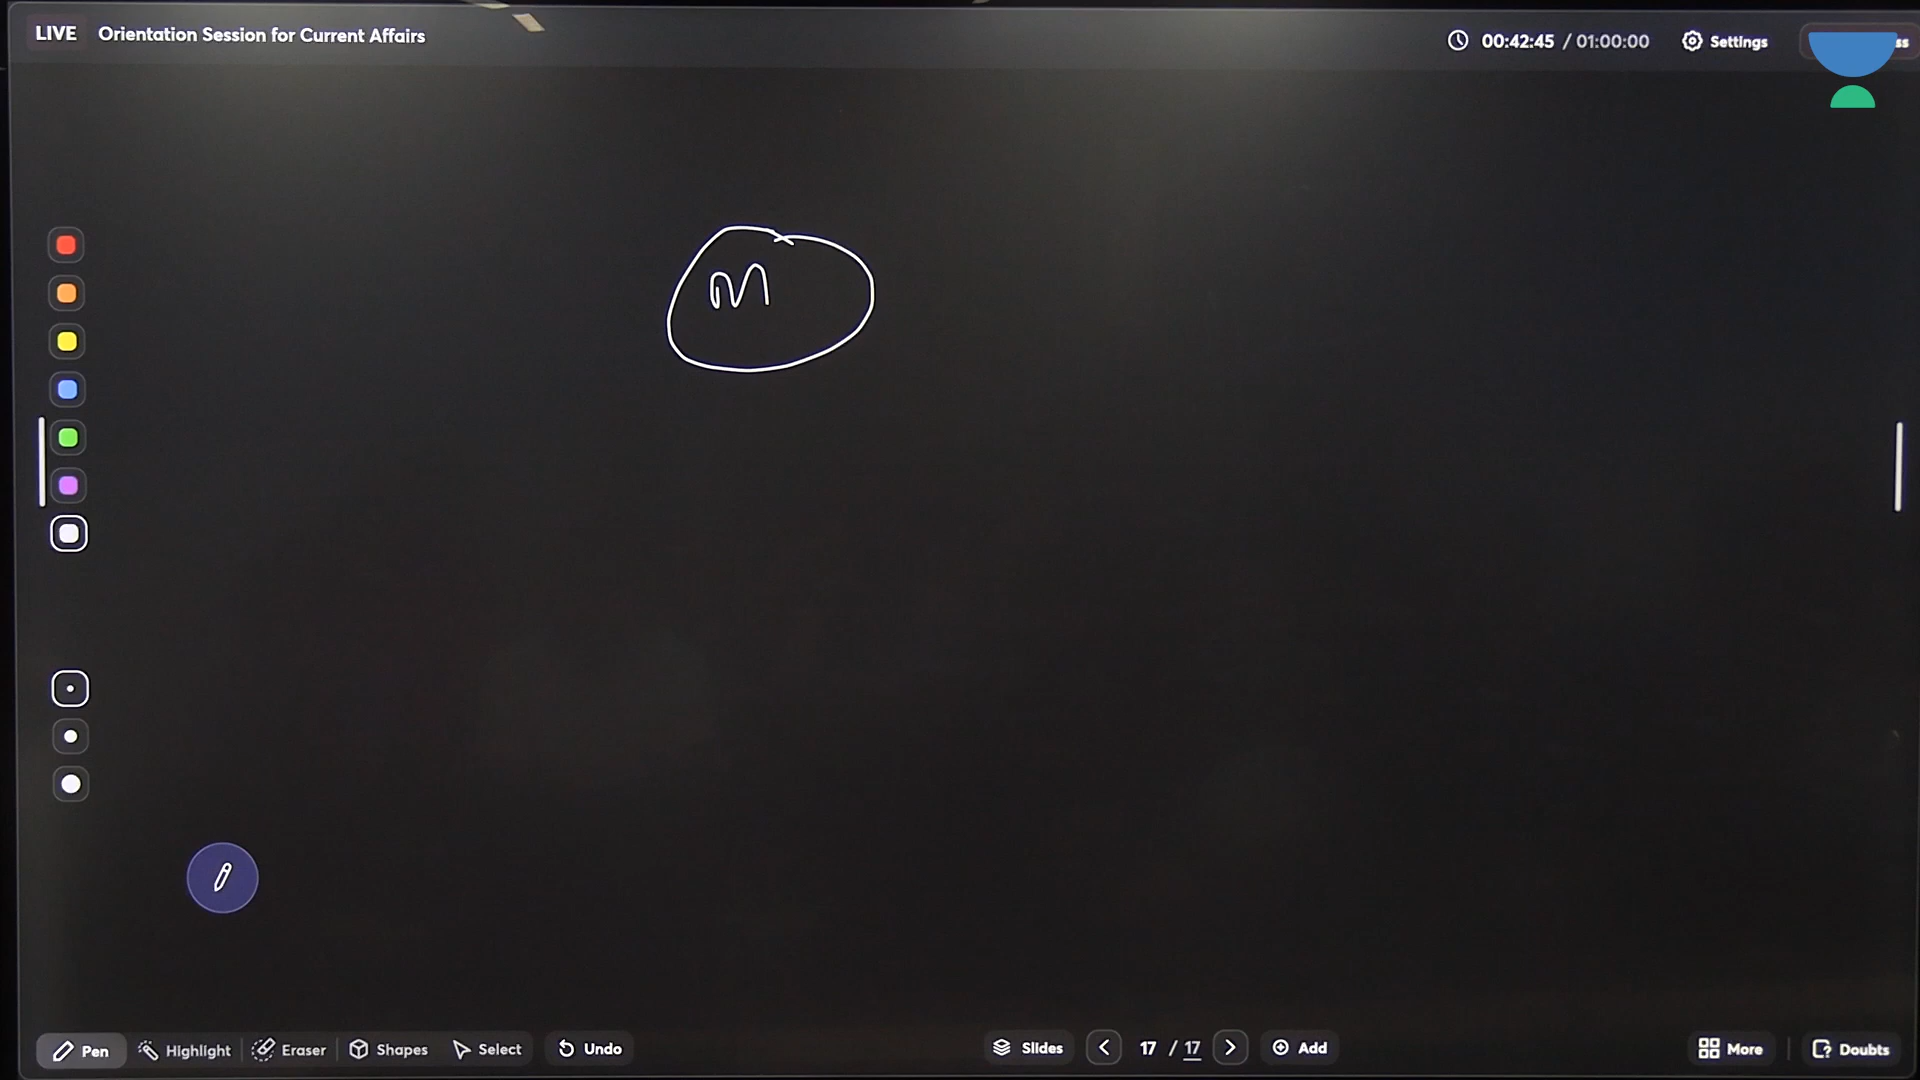 LIVE Orientation Session for Current Affairs 00:42:45 / 01:00:00 Settings
M
Pen Highlight Eraser Shapes Select Undo Slides 17 / 17 Add More Doubts